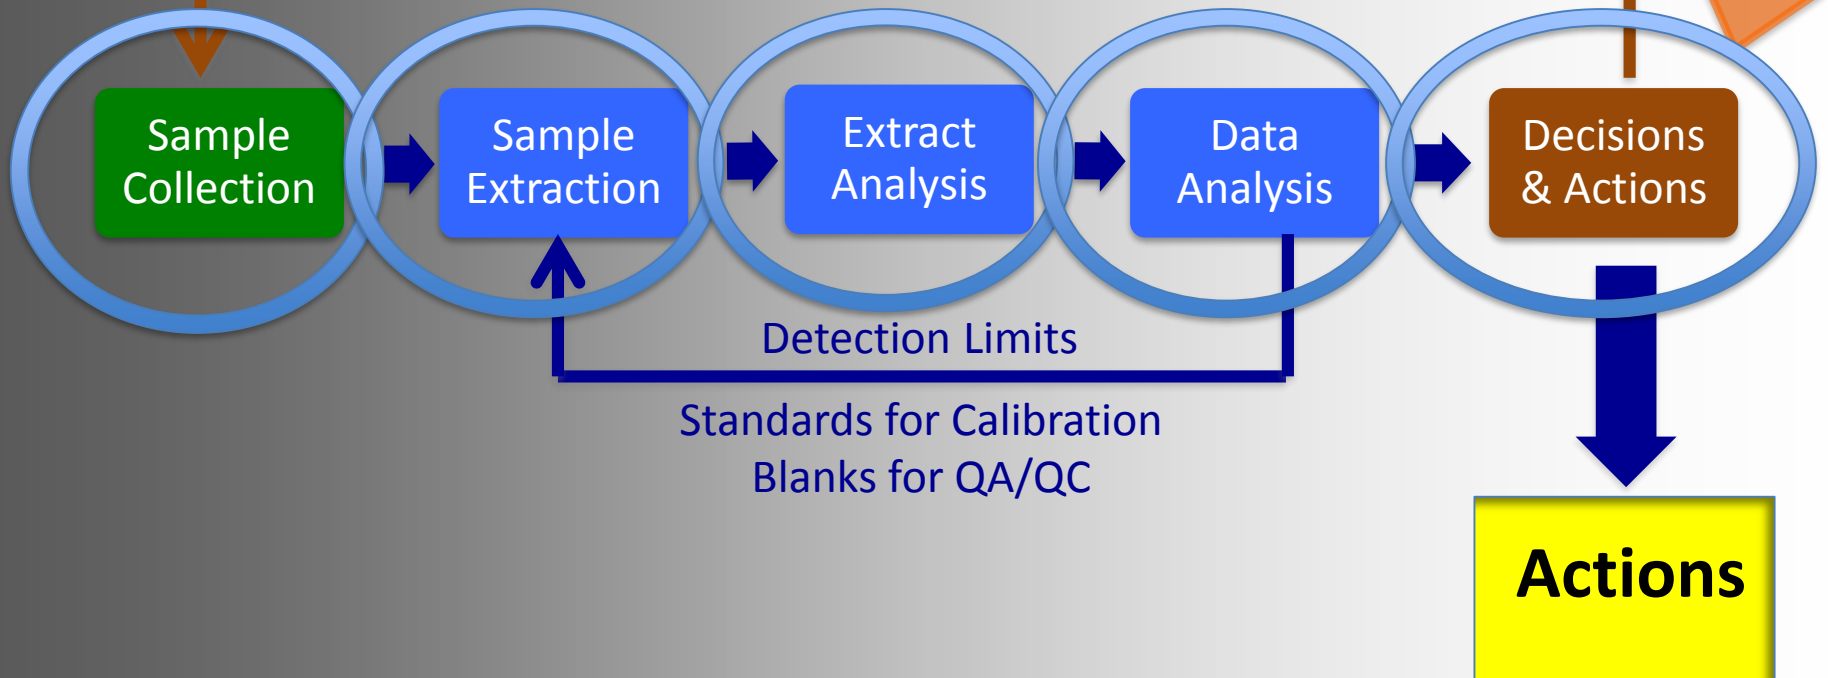 Sample
Collection
Sample
Extraction
Extract
Analysis
Data
Analysis
Decisions
& Actions
Detection Limits
Standards for Calibration
Blanks for QA/QC
Actions